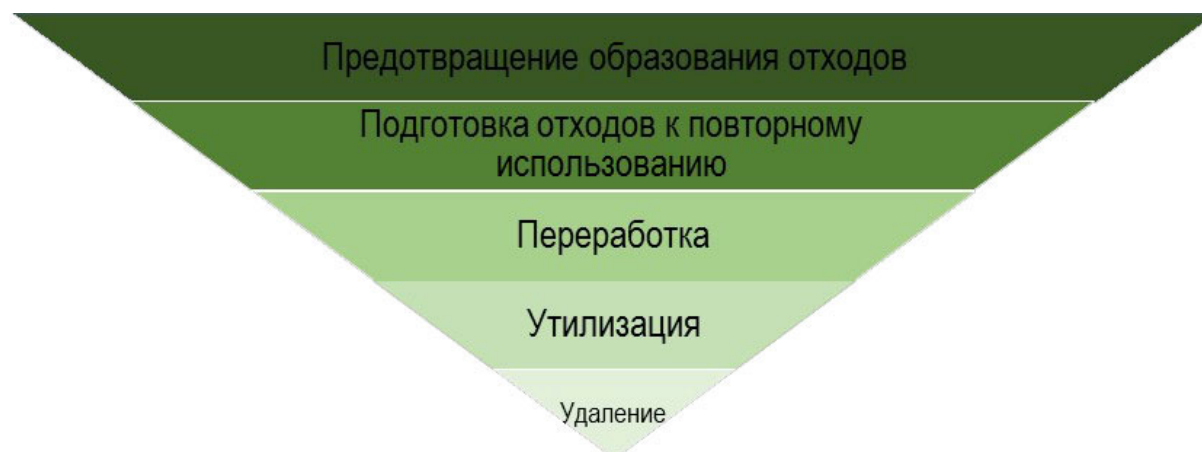 Предотвращение образования отходов
Подготовка отходов к повторному
использованию
Переработка
Утилизация
Удаление